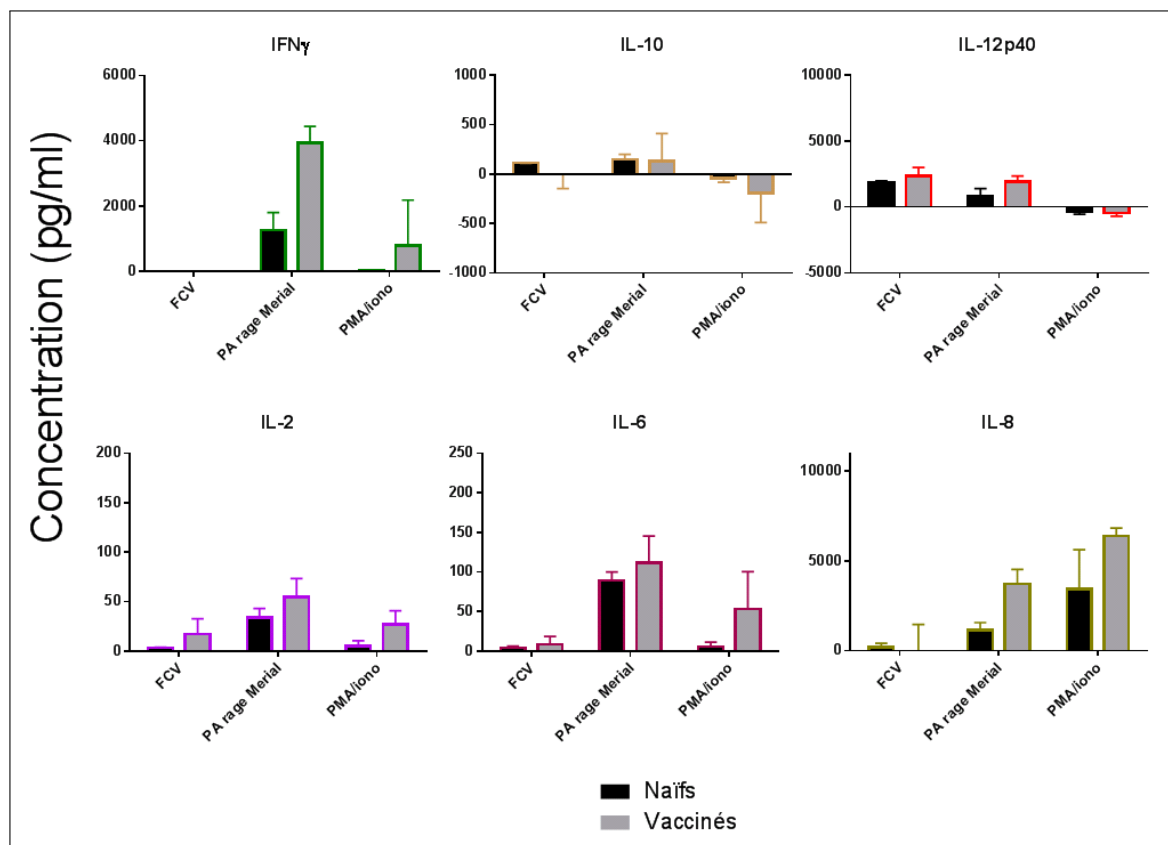 Concentration (pg/ml)
IFNγ
6000
4000
2000
0
FCV
PA rage Merial
PMA/iono
IL-10
1000
500
0
-500
-1000
FCV
PA rage Merial
PMA/iono
IL-12p40
10000
5000
0
-5000
FCV
PA rage Merial
PMA/iono
IL-2
200
150
100
50
0
FCV
PA rage Merial
PMA/iono
IL-6
250
200
150
100
50
0
FCV
PA rage Merial
PMA/iono
IL-8
10000
5000
0
FCV
PA rage Merial
PMA/iono
Naïfs
Vaccinés